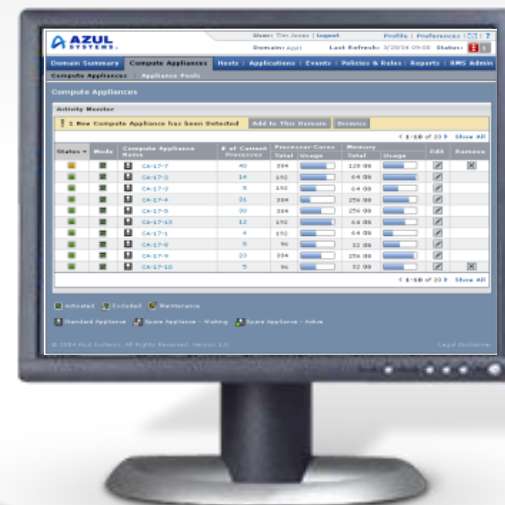 AZUL
SYSTEMS
User: Tim Jones | Logout Profile | Preferences | ?
Domain: Last Refresh: 3/25/04 09:00 Status:
Domain Summary Compute Appliances Hosts | Applications | Events | Policies & Rules | Reports | RMS Admin
Compute Appliances | Appliance Pools
Compute Appliances
Activity Monitor
1 New Compute Appliance has been Detected Add to This Domain Dismiss
1-10 of 20 Show All
Status Mode Compute Appliance Name # of Current Processes Processor-Cores Total Usage Memory Total Usage Edit Remove
CA-17-7 40 384 128 GB
CA-17-2 14 192 64 GB
CA-17-3 192 64 GB
CA-17-4 21 384 256 GB
CA-17-5 384 256 GB
CA-17-13 12 192 64 GB
CA-17-1 4 192 64 GB
CA-17-8 5 96 32 GB
CA-17-9 23 384 256 GB
CA-17-10 5 96 32 GB
1-10 of 20 Show All
Activated Excluded Maintenance
Standard Appliance Spare Appliance - Waiting Spare Appliance - Active
© 2004 Azul Systems. All Rights Reserved. Version 1.0 Legal Disclaimer